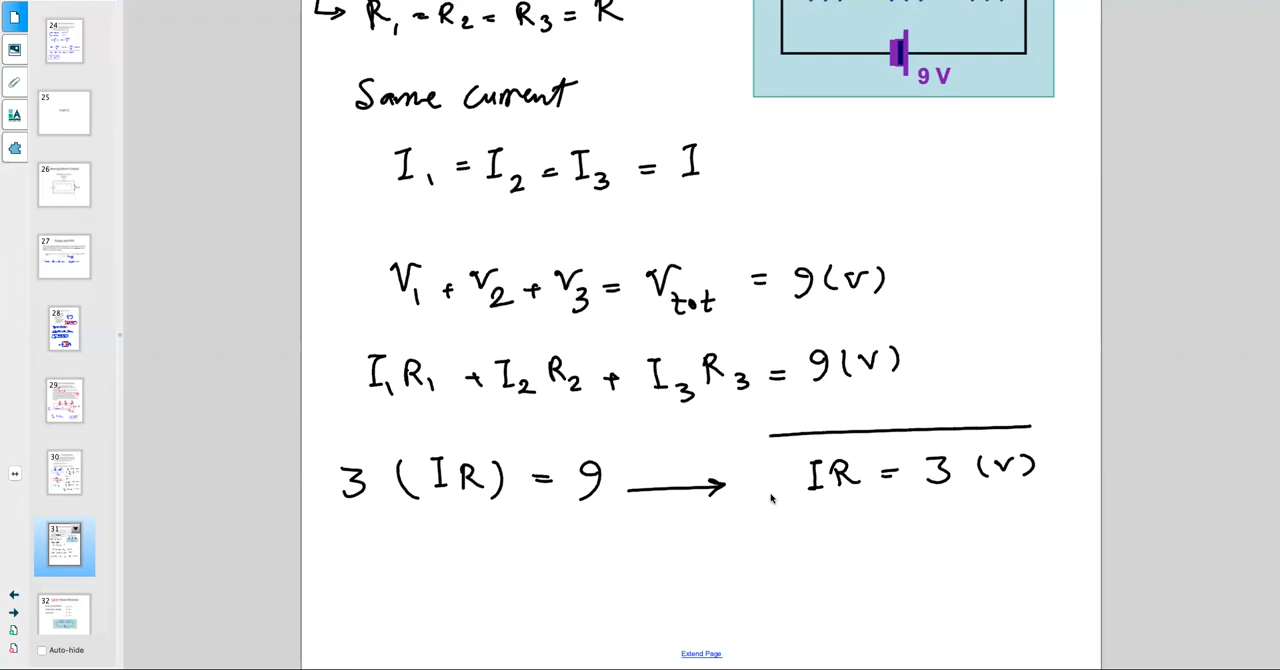 24
25
26
27
28
29
30
31
32
Auto-hide
R₁ = R₂ = R₃ = R
9 V
Same current
I₁ = I₂ = I₃ = I
V₁ + V₂ + V₃ = V_tot = 9(V)
I₁R₁ + I₂R₂ + I₃R₃ = 9(V)
3 (IR) = 9 → IR = 3 (V)
Extend Page